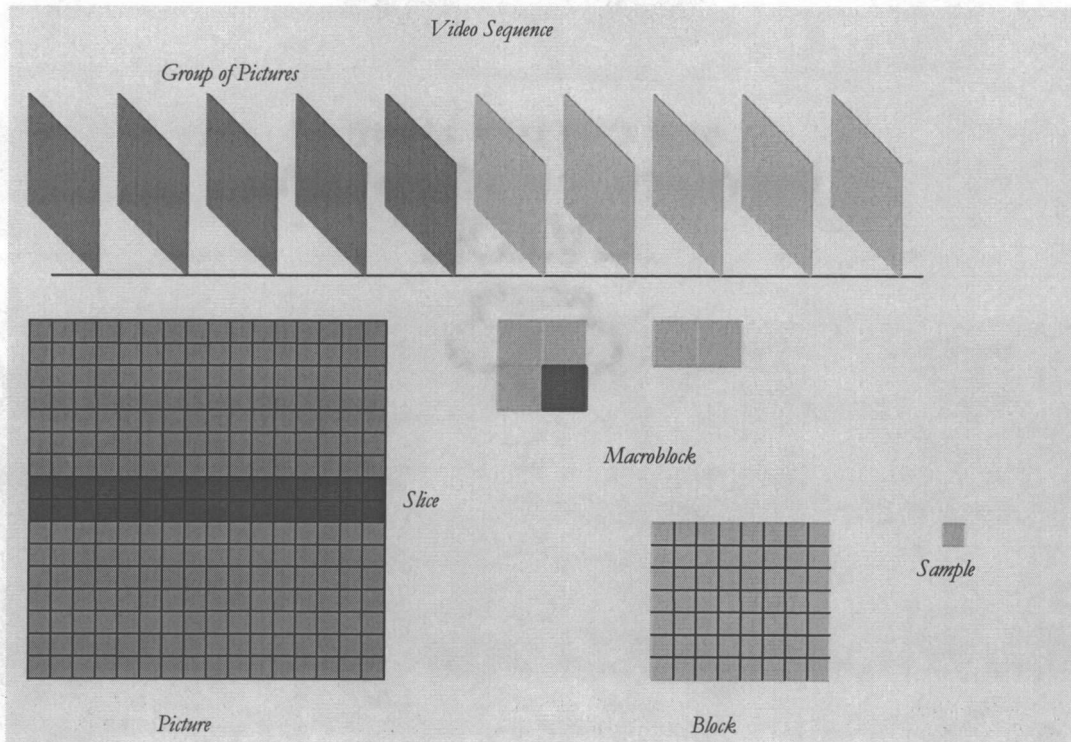 Video Sequence
Group of Pictures
Macroblock
Slice
Sample
Picture
Block